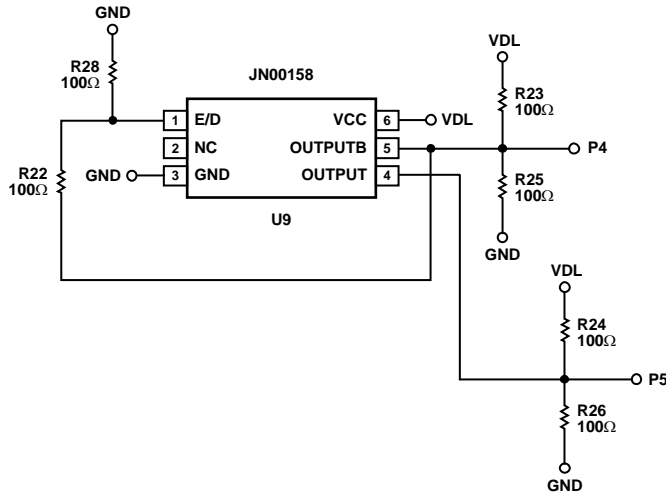 GND
R28
100Ω
R22
100Ω
JN00158
1 E/D
2 NC
3 GND
GND
VCC 6
OUTPUTB 5
OUTPUT 4
U9
VDL
VDL
R23
100Ω
P4
R25
100Ω
GND
VDL
R24
100Ω
P5
R26
100Ω
GND